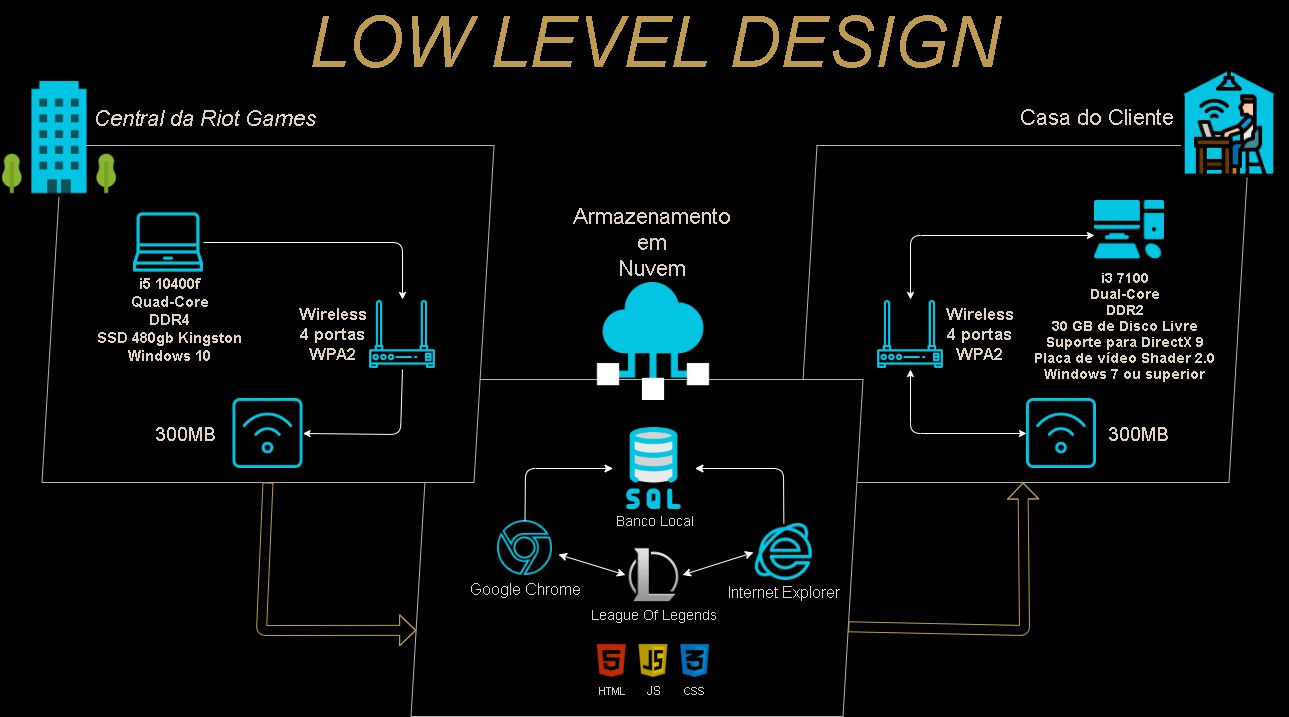 LOW LEVEL DESIGN
Central da Riot Games
i5 10400f
Quad-Core
DDR4
SSD 480gb Kingston
Windows 10
Wireless
4 portas
WPA2
300MB
Armazenamento
em
Nuvem
SQL
Banco Local
Google Chrome
Internet Explorer
L
League Of Legends
5
JS
3
HTML
JS
CSS
Casa do Cliente
i3 7100
Dual-Core
DDR2
30 GB de Disco Livre
Suporte para DirectX 9
Placa de vídeo Shader 2.0
Windows 7 ou superior
Wireless
4 portas
WPA2
300MB